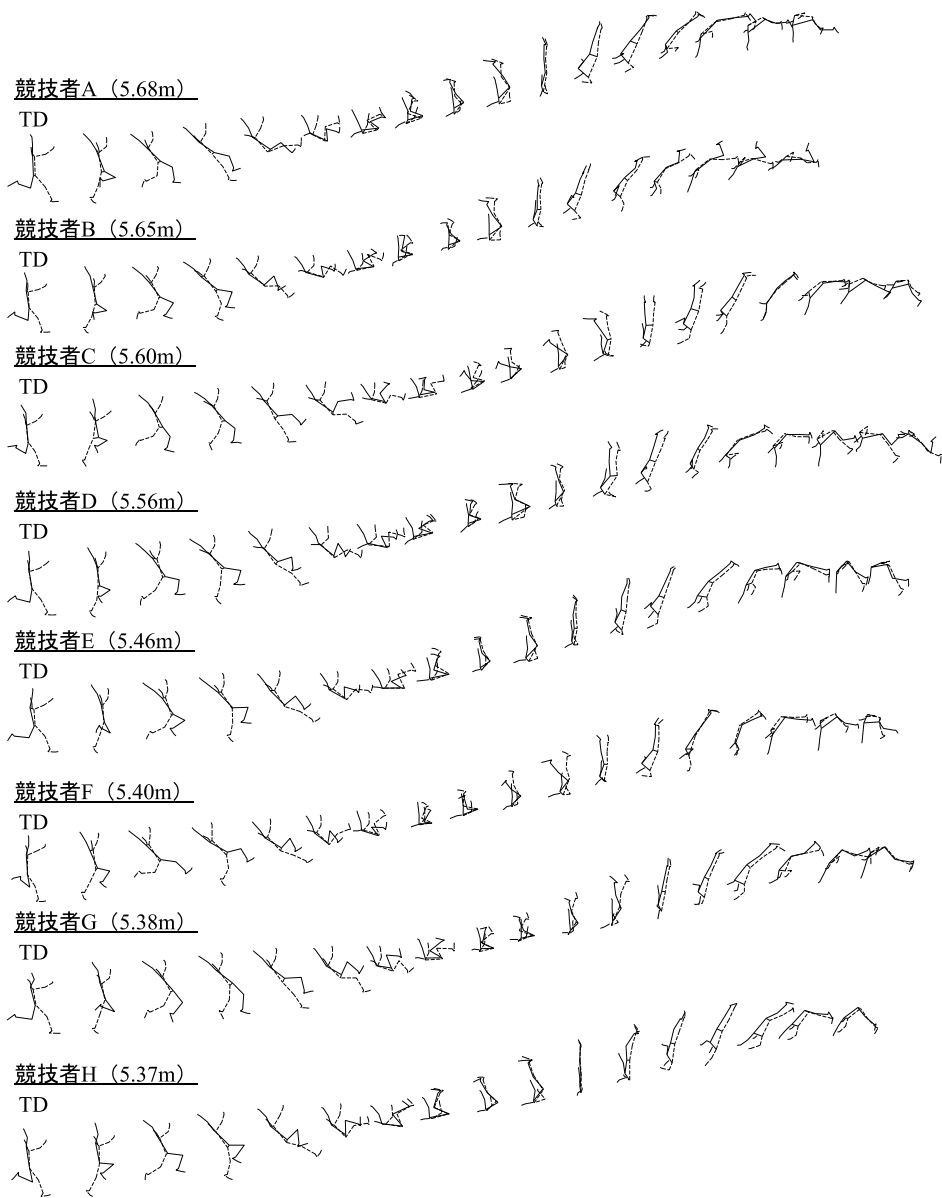 競技者A（5.68m）
TD
競技者B（5.65m）
TD
競技者C（5.60m）
TD
競技者D（5.56m）
TD
競技者E（5.46m）
TD
競技者F（5.40m）
TD
競技者G（5.38m）
TD
競技者H（5.37m）
TD